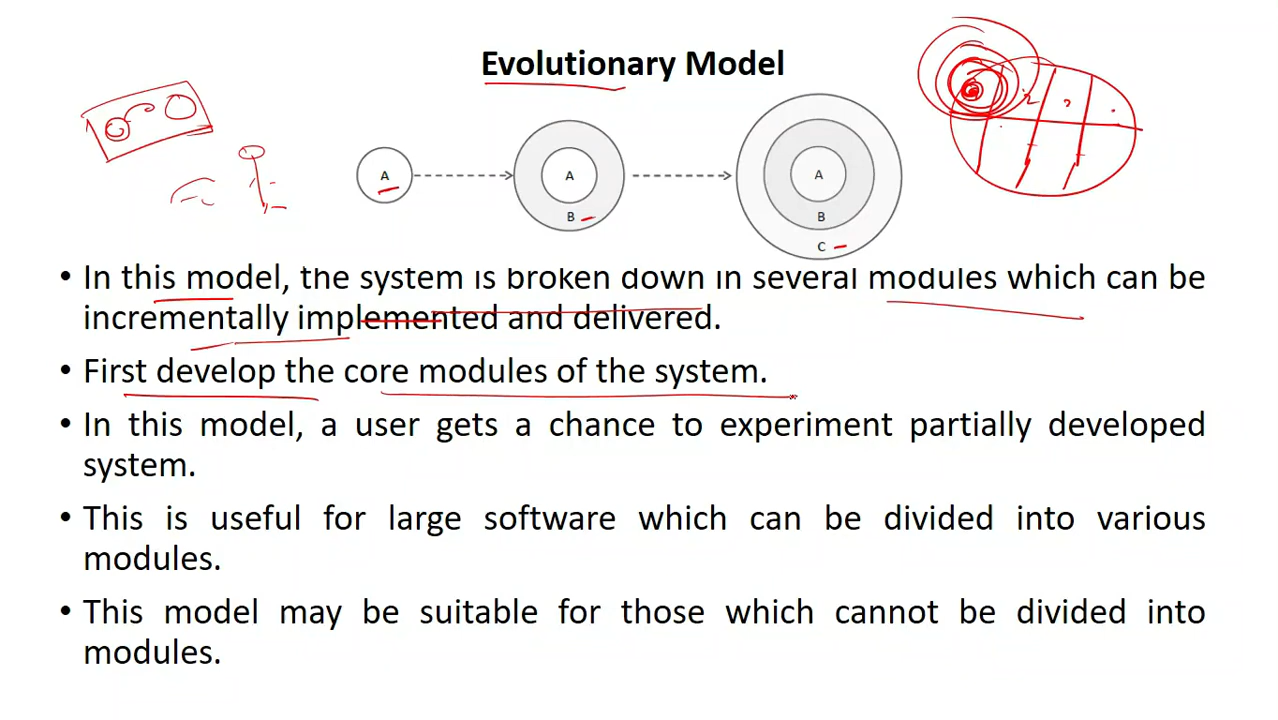 Evolutionary Model
A
A
B
A
B
C
2
• In this model, the system is broken down in several modules which can be
incrementally implemented and delivered.
• First develop the core modules of the system.
• In this model, a user gets a chance to experiment partially developed
system.
• This is useful for large software which can be divided into various
modules.
• This model may be suitable for those which cannot be divided into
modules.